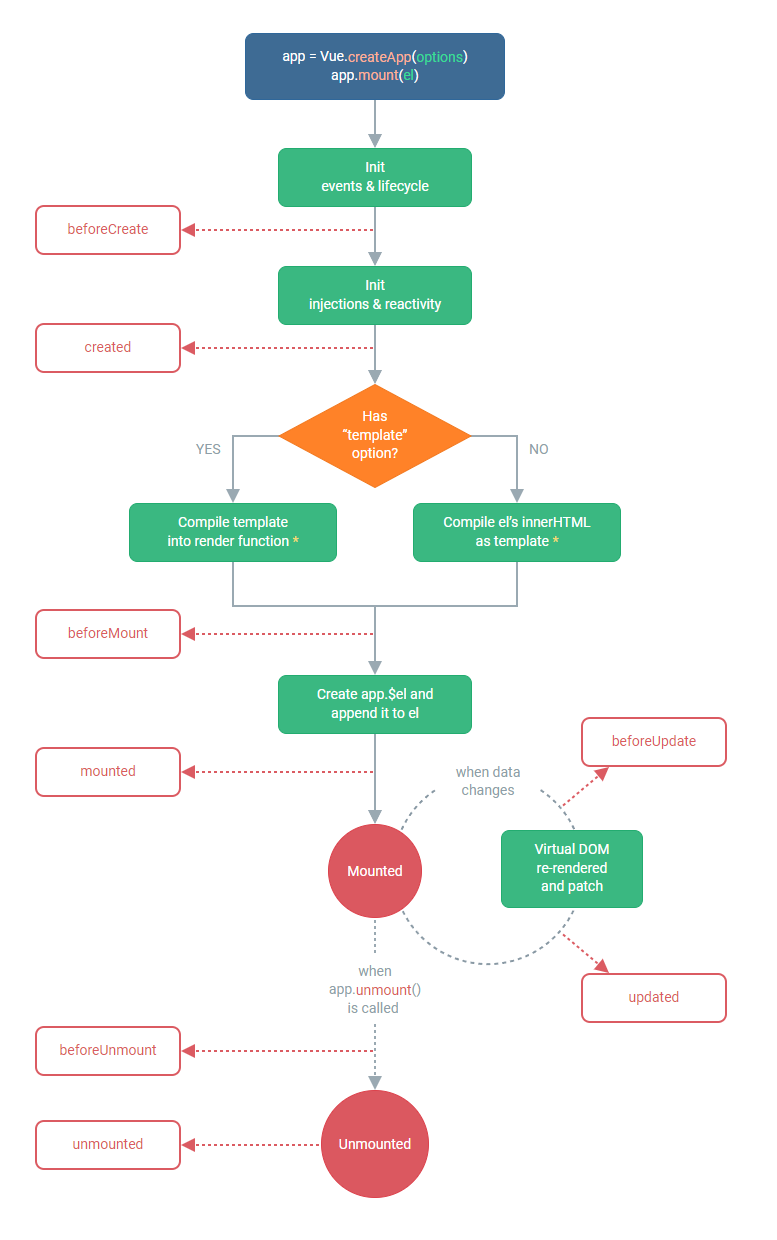 app = Vue.createApp(options)
app.mount(el)
Init
events & lifecycle
beforeCreate
Init
injections & reactivity
created
Has
“template”
option?
YES
NO
Compile template
into render function *
Compile el’s innerHTML
as template *
beforeMount
Create app.$el and
append it to el
mounted
beforeUpdate
when data
changes
Mounted
Virtual DOM
re-rendered
and patch
when
app.unmount()
is called
updated
beforeUnmount
unmounted
Unmounted